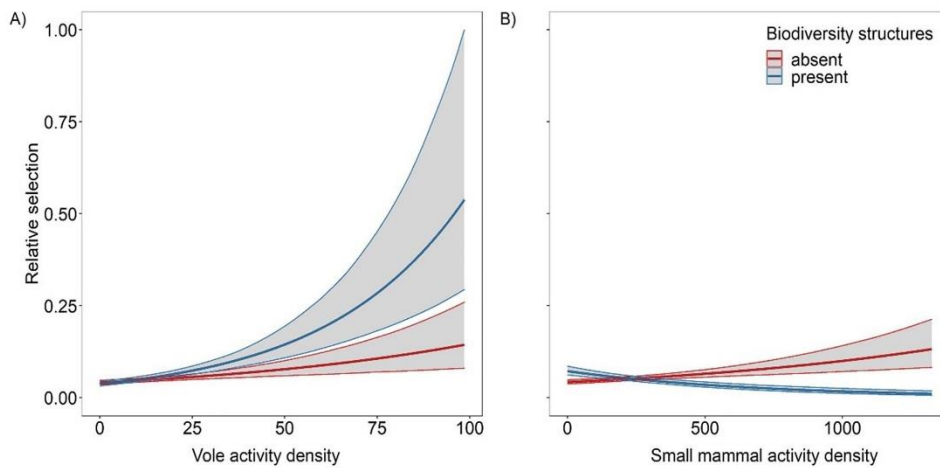 A)
B)
Biodiversity structures
absent
present
1.00
0.75
0.50
0.25
0.00
Relative selection
0 25 50 75 100
Vole activity density
0 500 1000
Small mammal activity density